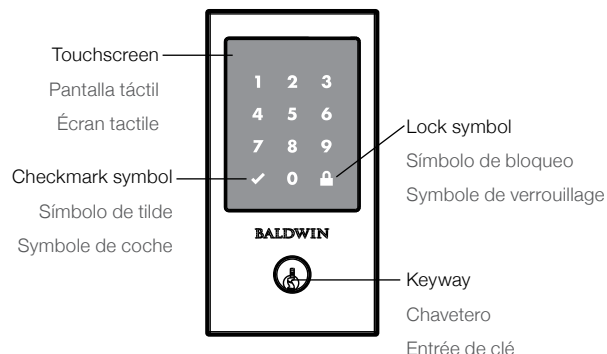 Touchscreen
Pantalla táctil
Écran tactile
1 2 3
4 5 6
7 8 9
✓ 0
Lock symbol
Símbolo de bloqueo
Symbole de verrouillage
Checkmark symbol
Símbolo de tilde
Symbole de coche
BALDWIN
Keyway
Chavetero
Entrée de clé